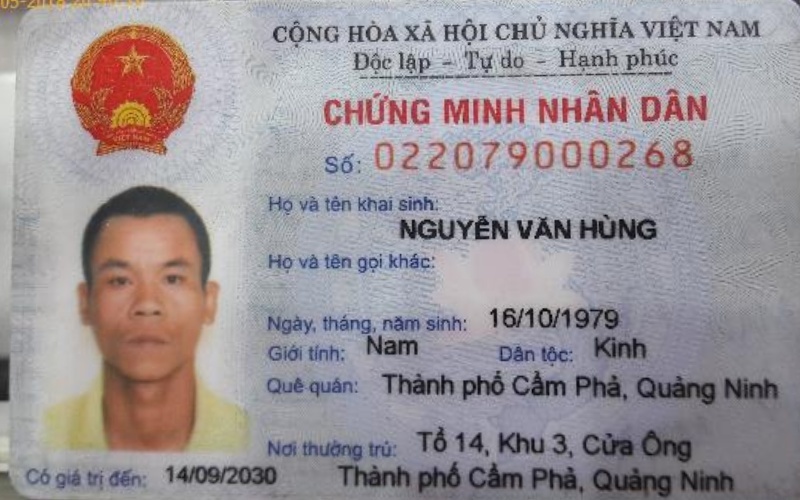 CỘNG HÒA XÃ HỘI CHỦ NGHĨA VIỆT NAM
Độc lập - Tự do - Hạnh phúc
CHỨNG MINH NHÂN DÂN
Số: 022079000268
Họ và tên khai sinh:
NGUYỄN VĂN HÙNG
Họ và tên gọi khác:
Ngày, tháng, năm sinh: 16/10/1979
Giới tính: Nam Dân tộc: Kinh
Quê quán: Thành phố Cẩm Phả, Quảng Ninh
Nơi thường trú: Tổ 14, Khu 3, Cửa Ông
Thành phố Cẩm Phả, Quảng Ninh
Có giá trị đến: 14/09/2030